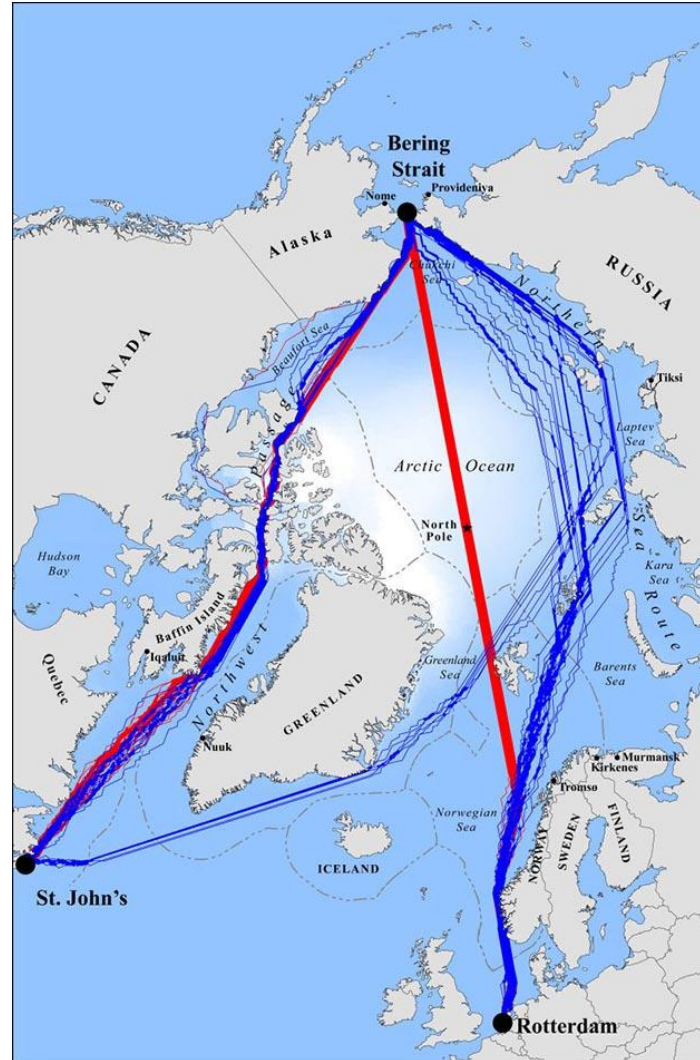 Bering
Strait
Nome
Provideniya
Alaska
Chukchi
Sea
RUSSIA
Northern
Sea
Route
CANADA
Beaufort Sea
Tiksi
Laptev
Sea
Passage
Arctic Ocean
North
Pole
Hudson
Bay
Kara
Sea
Baffin Island
Iqaluit
Northwest
Quebec
Greenland
Sea
Barents
Sea
GREENLAND
Nuuk
Murmansk
Kirkenes
Tromsø
Norwegian
Sea
NORWAY
SWEDEN
FINLAND
ICELAND
St. John's
Rotterdam